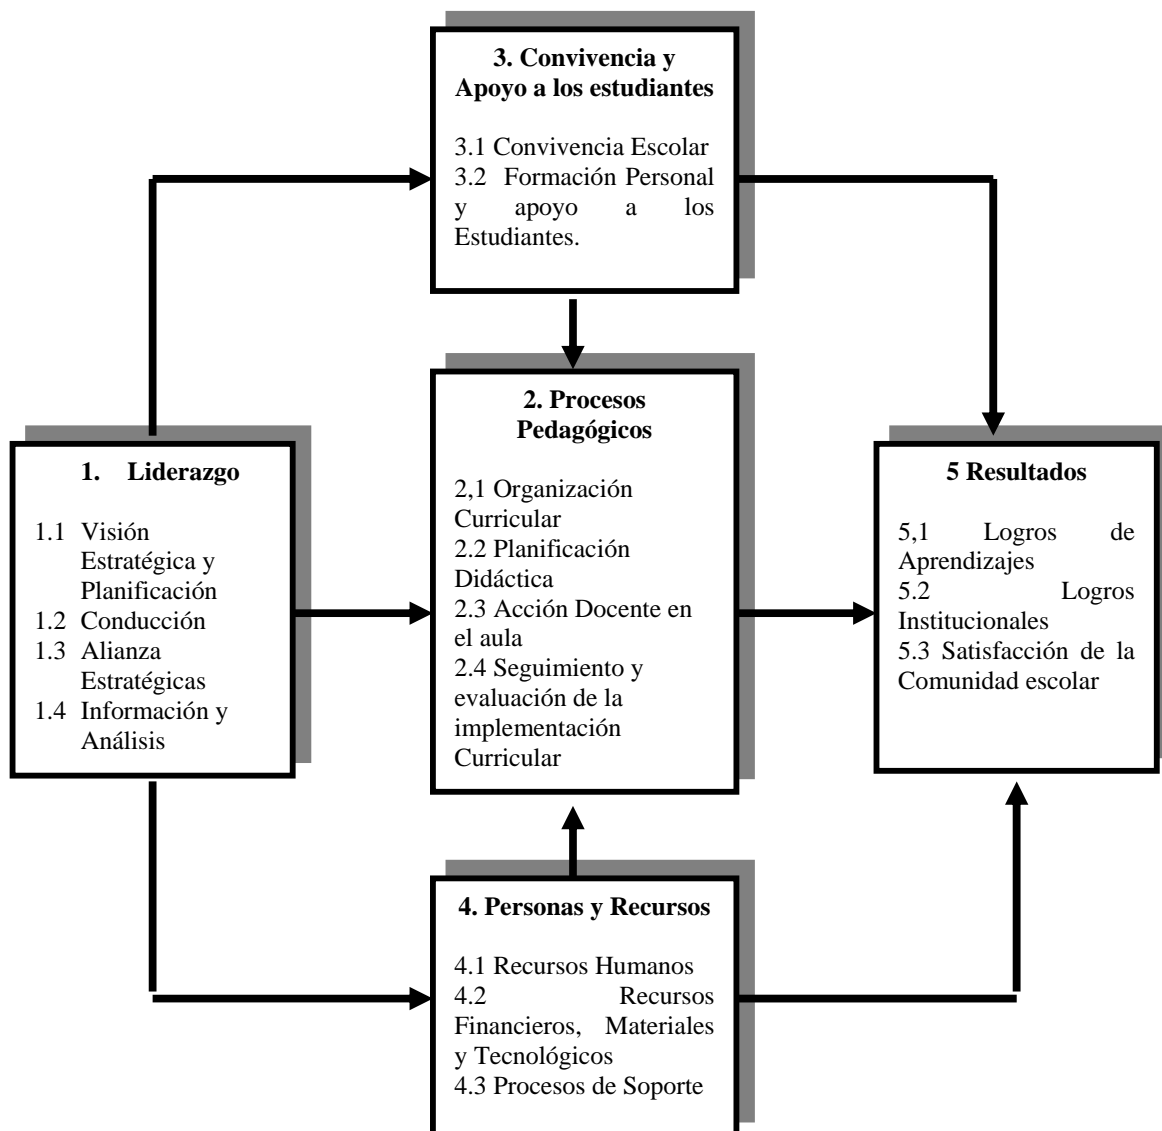 3. Convivencia y
Apoyo a los estudiantes
3.1 Convivencia Escolar
3.2 Formación Personal
y apoyo a los
Estudiantes.
2. Procesos
Pedagógicos
2,1 Organización
Curricular
2.2 Planificación
Didáctica
2.3 Acción Docente en
el aula
2.4 Seguimiento y
evaluación de la
implementación
Curricular
1. Liderazgo
1.1 Visión
Estratégica y
Planificación
1.2 Conducción
1.3 Alianza
Estratégicas
1.4 Información y
Análisis
5 Resultados
5,1 Logros de
Aprendizajes
5.2 Logros
Institucionales
5.3 Satisfacción de la
Comunidad escolar
4. Personas y Recursos
4.1 Recursos Humanos
4.2 Recursos
Financieros, Materiales
y Tecnológicos
4.3 Procesos de Soporte